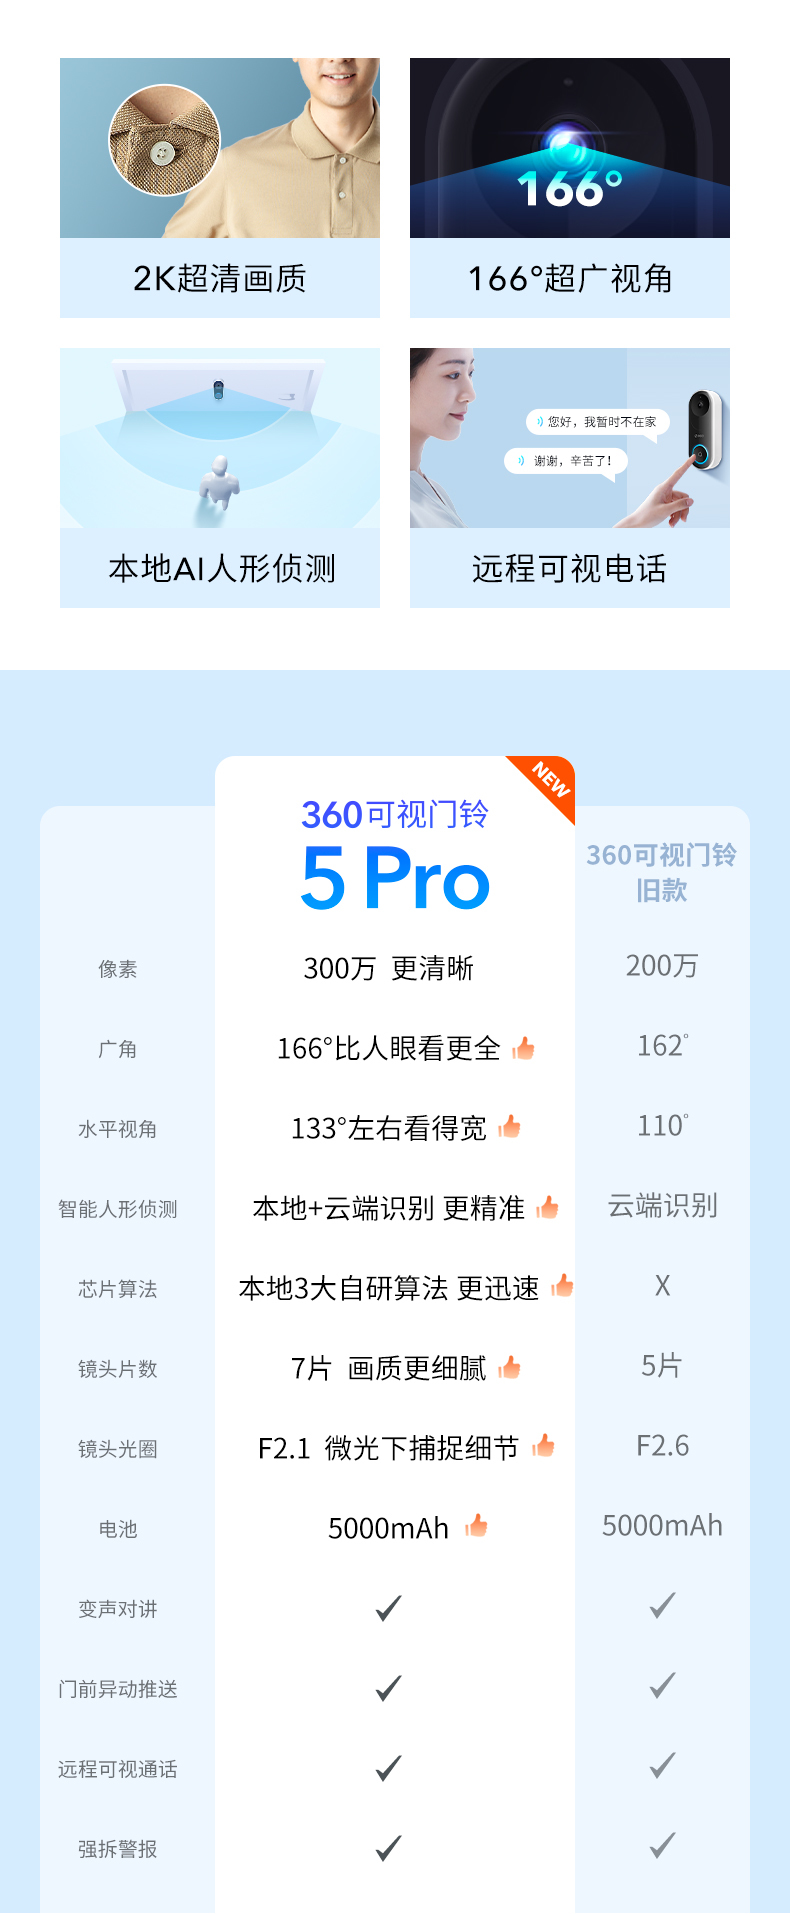 166°
2K超清画质
166°超广视角
您好，我暂时不在家
谢谢，辛苦了！
本地AI人形侦测
远程可视电话
NEW
360可视门铃
5 Pro
360可视门铃
旧款
像素
300万 更清晰
200万
广角
166°比人眼看更全
162°
水平视角
133°左右看得宽
110°
智能人形侦测
本地+云端识别 更精准
云端识别
芯片算法
本地3大自研算法 更迅速
X
镜头片数
7片 画质更细腻
5片
镜头光圈
F2.1 微光下捕捉细节
F2.6
电池
5000mAh
5000mAh
变声对讲
门前异动推送
远程可视通话
强拆警报